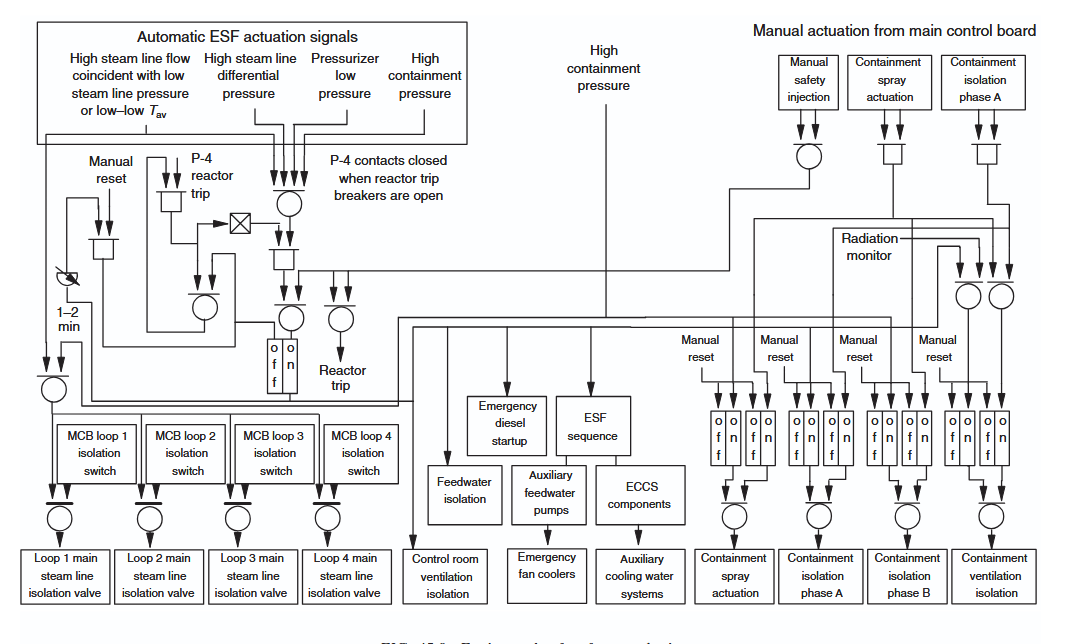 Automatic ESF actuation signals
High steam line flow
coincident with low
steam line pressure
or low–low Tav
High steam line
differential
pressure
Pressurizer
low
pressure
High
containment
pressure
High
containment
pressure
Manual actuation from main control board
Manual
safety
injection
Containment
spray
actuation
Containment
isolation
phase A
Manual
reset
P-4
reactor
trip
P-4 contacts closed
when reactor trip
breakers are open
Radiation
monitor
1–2
min
off
on
Reactor
trip
Manual
reset
Manual
reset
Manual
reset
Manual
reset
off
on
off
on
off
on
off
on
off
on
off
on
off
on
off
on
MCB loop 1
isolation
switch
MCB loop 2
isolation
switch
MCB loop 3
isolation
switch
MCB loop 4
isolation
switch
Emergency
diesel
startup
ESF
sequence
Feedwater
isolation
Auxiliary
feedwater
pumps
ECCS
components
Loop 1 main
steam line
isolation valve
Loop 2 main
steam line
isolation valve
Loop 3 main
steam line
isolation valve
Loop 4 main
steam line
isolation valve
Control room
ventilation
isolation
Emergency
fan coolers
Auxiliary
cooling water
systems
Containment
spray
actuation
Containment
isolation
phase A
Containment
isolation
phase B
Containment
ventilation
isolation